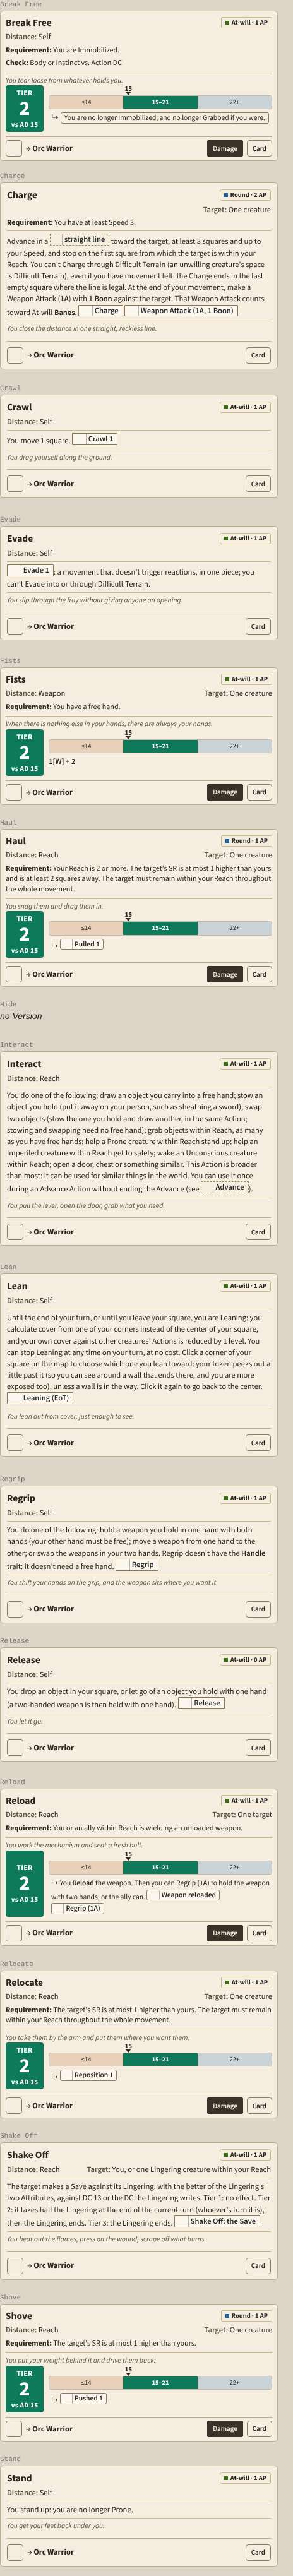 Break Free
Break Free
At-will · 1 AP
Distance: Self
Requirement: You are Immobilized.
Check: Body or Instinct vs. Action DC
You tear loose from whatever holds you.
TIER
2
vs AD 15
15
≤14
15–21
22+
↳ You are no longer Immobilized, and no longer Grabbed if you were.
→ Orc Warrior
Damage
Card
Charge
Charge
Round · 2 AP
Target: One creature
Requirement: You have at least Speed 3.
Advance in a straight line toward the target, at least 3 squares and up to
your Speed, and stop on the first square from which the target is within your
Reach. You can't Charge through Difficult Terrain (an unwilling creature's space
is Difficult Terrain), even if you have movement left: the Charge ends in the last
empty square where the line is legal. At the end of your movement, make a
Weapon Attack (1A) with 1 Boon against the target. That Weapon Attack counts
toward At-will Banes. Charge Weapon Attack (1A, 1 Boon)
You close the distance in one straight, reckless line.
→ Orc Warrior
Card
Crawl
Crawl
At-will · 1 AP
Distance: Self
You move 1 square. Crawl 1
You drag yourself along the ground.
→ Orc Warrior
Card
Evade
Evade
At-will · 1 AP
Distance: Self
Evade 1 : a movement that doesn't trigger reactions, in one piece; you
can't Evade into or through Difficult Terrain.
You slip through the fray without giving anyone an opening.
→ Orc Warrior
Card
Fists
Fists
At-will · 1 AP
Distance: Weapon
Target: One creature
Requirement: You have a free hand.
When there is nothing else in your hands, there are always your hands.
TIER
2
vs AD 15
15
≤14
15–21
22+
1[W] + 2
→ Orc Warrior
Damage
Card
Haul
Haul
Round · 1 AP
Distance: Reach
Target: One creature
Requirement: Your Reach is 2 or more. The target's SR is at most 1 higher than yours
and is at least 2 squares away. The target must remain within your Reach throughout
the whole movement.
You snag them and drag them in.
TIER
2
vs AD 15
15
≤14
15–21
22+
↳ Pulled 1
→ Orc Warrior
Damage
Card
Hide
no Version
Interact
Interact
At-will · 1 AP
Distance: Reach
You do one of the following: draw an object you carry into a free hand; stow an
object you hold (put it away on your person, such as sheathing a sword); swap
two objects (stow the one you hold and draw another, in the same Action;
stowing and swapping need no free hand); grab objects within Reach, as many
as you have free hands; help a Prone creature within Reach stand up; help an
Imperiled creature within Reach get to safety; wake an Unconscious creature
within Reach; open a door, chest or something similar. This Action is broader
than most: it can be used for similar things in the world. You can use it once
during an Advance Action without ending the Advance (see Advance ).
You pull the lever, open the door, grab what you need.
→ Orc Warrior
Card
Lean
Lean
At-will · 1 AP
Distance: Self
Until the end of your turn, or until you leave your square, you are Leaning: you
calculate cover from one of your corners instead of the center of your square,
and your own cover against other creatures' Actions is reduced by 1 level. You
can stop Leaning at any time on your turn, at no cost. Click a corner of your
square on the map to choose which one you lean toward: your token peeks out a
little past it (so you can see around a wall that ends there, and you are more
exposed too), unless a wall is in the way. Click it again to go back to the center.
Leaning (EoT)
You lean out from cover, just enough to see.
→ Orc Warrior
Card
Regrip
Regrip
At-will · 1 AP
Distance: Self
You do one of the following: hold a weapon you hold in one hand with both
hands (your other hand must be free); move a weapon from one hand to the
other; or swap the weapons in your two hands. Regrip doesn't have the Handle
trait: it doesn't need a free hand. Regrip
You shift your hands on the grip, and the weapon sits where you want it.
→ Orc Warrior
Card
Release
Release
At-will · 0 AP
Distance: Self
You drop an object in your square, or let go of an object you hold with one hand
(a two-handed weapon is then held with one hand). Release
You let it go.
→ Orc Warrior
Card
Reload
Reload
At-will · 1 AP
Distance: Reach
Target: One target
Requirement: You or an ally within Reach is wielding an unloaded weapon.
You work the mechanism and seat a fresh bolt.
TIER
2
vs AD 15
15
≤14
15–21
22+
↳ You Reload the weapon. Then you can Regrip (1A) to hold the weapon
with two hands, or the ally can. Weapon reloaded
Regrip (1A)
→ Orc Warrior
Damage
Card
Relocate
Relocate
At-will · 1 AP
Distance: Reach
Target: One creature
Requirement: The target's SR is at most 1 higher than yours. The target must remain
within your Reach throughout the whole movement.
You take them by the arm and put them where you want them.
TIER
2
vs AD 15
15
≤14
15–21
22+
↳ Reposition 1
→ Orc Warrior
Damage
Card
Shake Off
Shake Off
At-will · 1 AP
Distance: Reach
Target: You, or one Lingering creature within your Reach
The target makes a Save against its Lingering, with the better of the Lingering's
two Attributes, against DC 13 or the DC the Lingering writes. Tier 1: no effect. Tier
2: it takes half the Lingering at the end of the current turn (whoever's turn it is),
then the Lingering ends. Tier 3: the Lingering ends. Shake Off: the Save
You beat out the flames, press on the wound, scrape off what burns.
→ Orc Warrior
Card
Shove
Shove
Round · 1 AP
Distance: Reach
Target: One creature
Requirement: The target's SR is at most 1 higher than yours.
You put your weight behind it and drive them back.
TIER
2
vs AD 15
15
≤14
15–21
22+
↳ Pushed 1
→ Orc Warrior
Damage
Card
Stand
Stand
At-will · 1 AP
Distance: Self
You stand up: you are no longer Prone.
You get your feet back under you.
→ Orc Warrior
Card